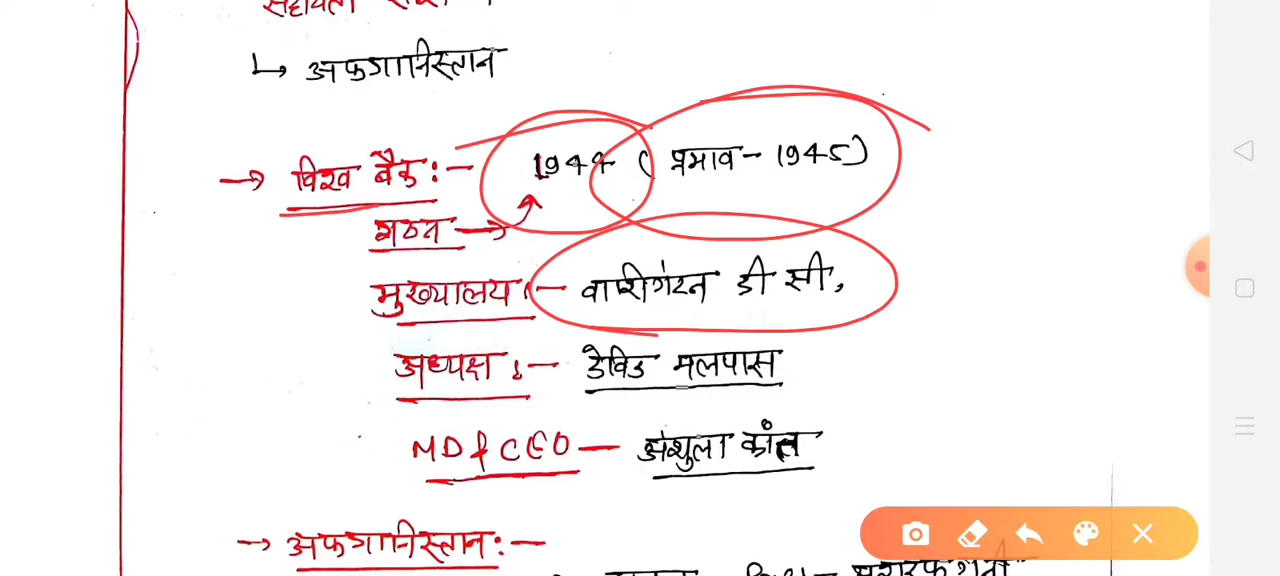 ↳ अफगानिस्तान
→ विश्व बैंक :- 1944 ( प्रभाव - 1945)
गठन →
मुख्यालय :- वाशिंगटन डी सी,
अध्यक्ष :- डेविड मलपास
MD & CEO - अंशुला कांत
→ अफगानिस्तान :-